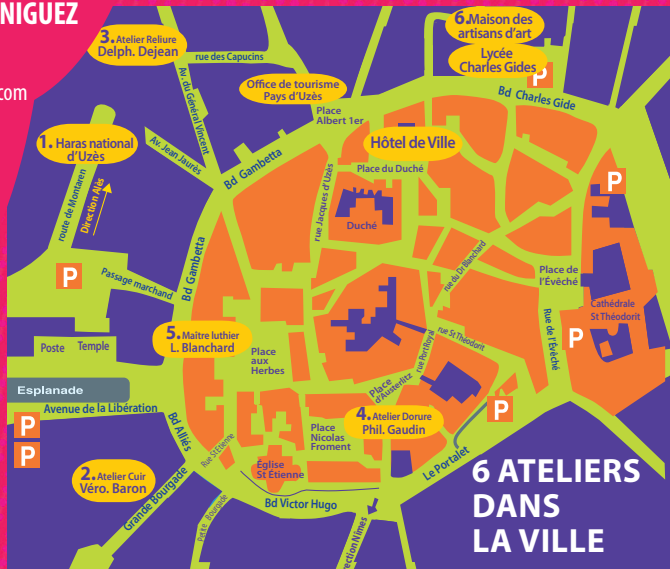 NIGUEZ
com
3. Atelier Reliure
Delph. Dejean
rue des Capucins
6. Maison des
artisans d'art
Lycée
Charles Gides
P
Office de tourisme
Pays d'Uzès
Av. du Général Vincent
Bd Charles Gide
Place
Albert 1er
1. Haras national
d'Uzès
Av. Jean Jaurès
Bd Gambetta
Hôtel de Ville
Place du Duché
P
route de Montaren
Direction Alès
rue Jacques d'Uzès
Duché
rue du Dr Blanchard
P
Passage marchand
Bd Gambetta
Place de
l'Évêché
Cathédrale
St Théodorit
Poste
Temple
5. Maître luthier
L. Blanchard
Place
aux
Herbes
rue Port Royal
rue St Théodorit
Rue de l'Évêché
P
Esplanade
Avenue de la Libération
Place
d'Austerlitz
4. Atelier Dorure
Phil. Gaudin
P
P
P
Bd Alliés
Rue St Etienne
Place
Nicolas
Froment
2. Atelier Cuir
Véro. Baron
Église
St Étienne
Le Portalet
Grande Bourgade
Petite Bourgade
Bd Victor Hugo
rection Nîmes
6 ATELIERS
DANS
LA VILLE